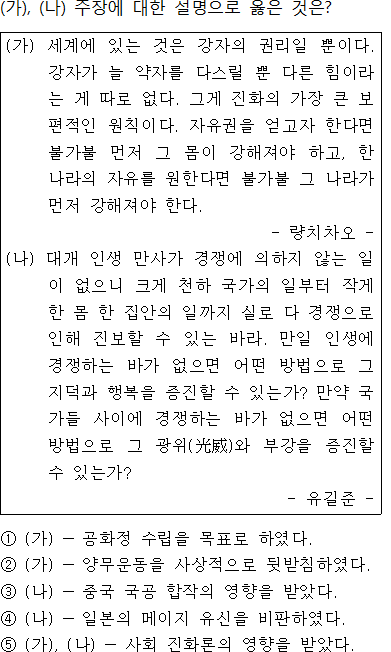 (가), (나) 주장에 대한 설명으로 옳은 것은?
(가) 세계에 있는 것은 강자의 권리일 뿐이다.
강자가 늘 약자를 다스릴 뿐 다른 힘이라
는 게 따로 없다. 그게 진화의 가장 큰 보
편적인 원칙이다. 자유권을 얻고자 한다면
불가불 먼저 그 몸이 강해져야 하고, 한
나라의 자유를 원한다면 불가불 그 나라가
먼저 강해져야 한다.
- 량치차오 -
(나) 대개 인생 만사가 경쟁에 의하지 않는 일
이 없으니 크게 천하 국가의 일부터 작게
한 몸 한 집안의 일까지 실로 다 경쟁으로
인해 진보할 수 있는 바라. 만일 인생에
경쟁하는 바가 없으면 어떤 방법으로 그
지덕과 행복을 증진할 수 있는가? 만약 국
가들 사이에 경쟁하는 바가 없으면 어떤
방법으로 그 광위(光威)와 부강을 증진할
수 있는가?
- 유길준 -
① (가) - 공화정 수립을 목표로 하였다.
② (가) - 양무운동을 사상적으로 뒷받침하였다.
③ (나) - 중국 국공 합작의 영향을 받았다.
④ (나) - 일본의 메이지 유신을 비판하였다.
⑤ (가), (나) - 사회 진화론의 영향을 받았다.